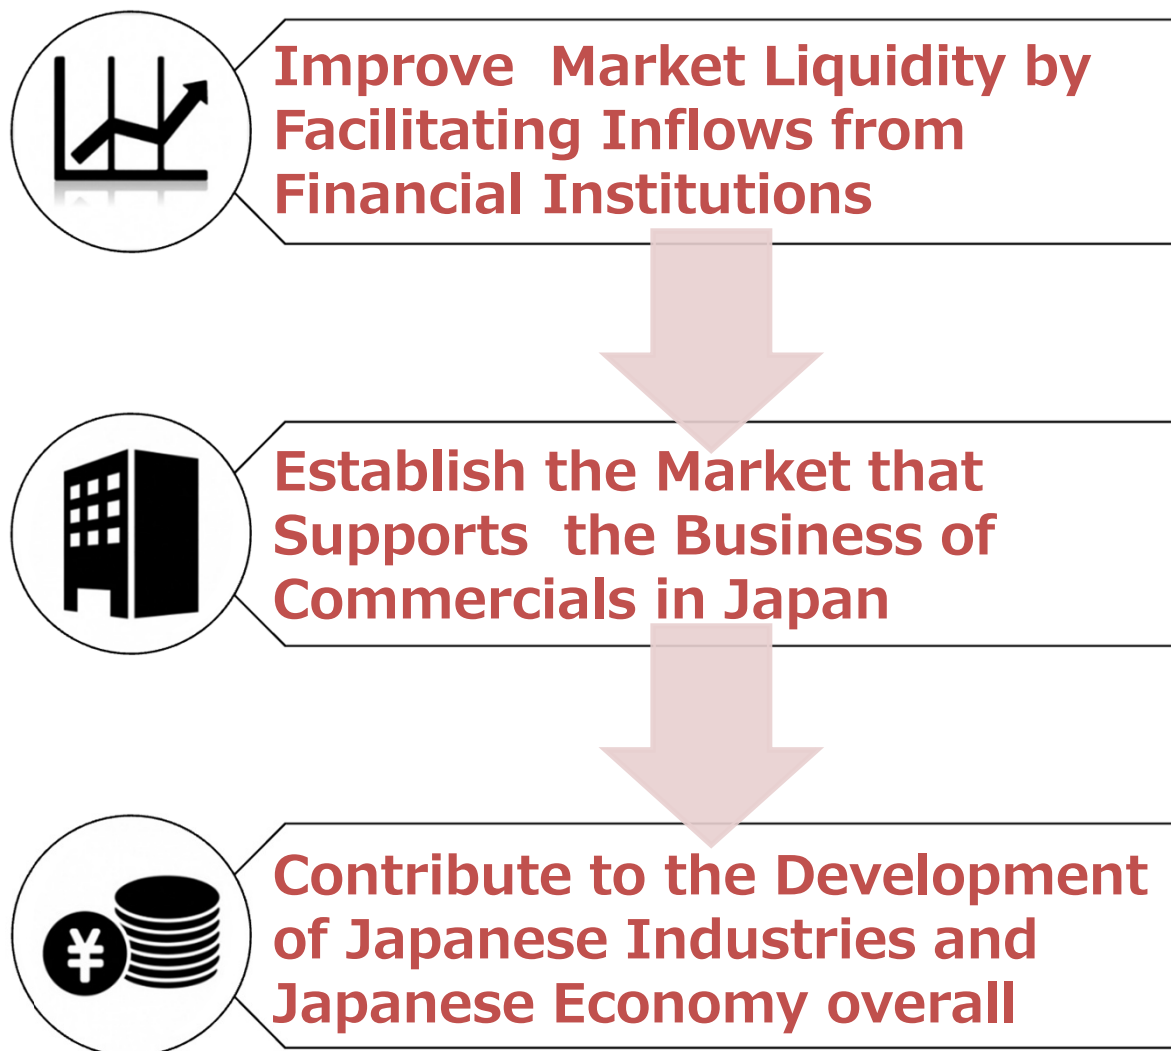 Improve  Market Liquidity by
Facilitating Inflows from
Financial Institutions
Establish the Market that
Supports  the Business of
Commercials in Japan
¥
Contribute to the Development
of Japanese Industries and
Japanese Economy overall